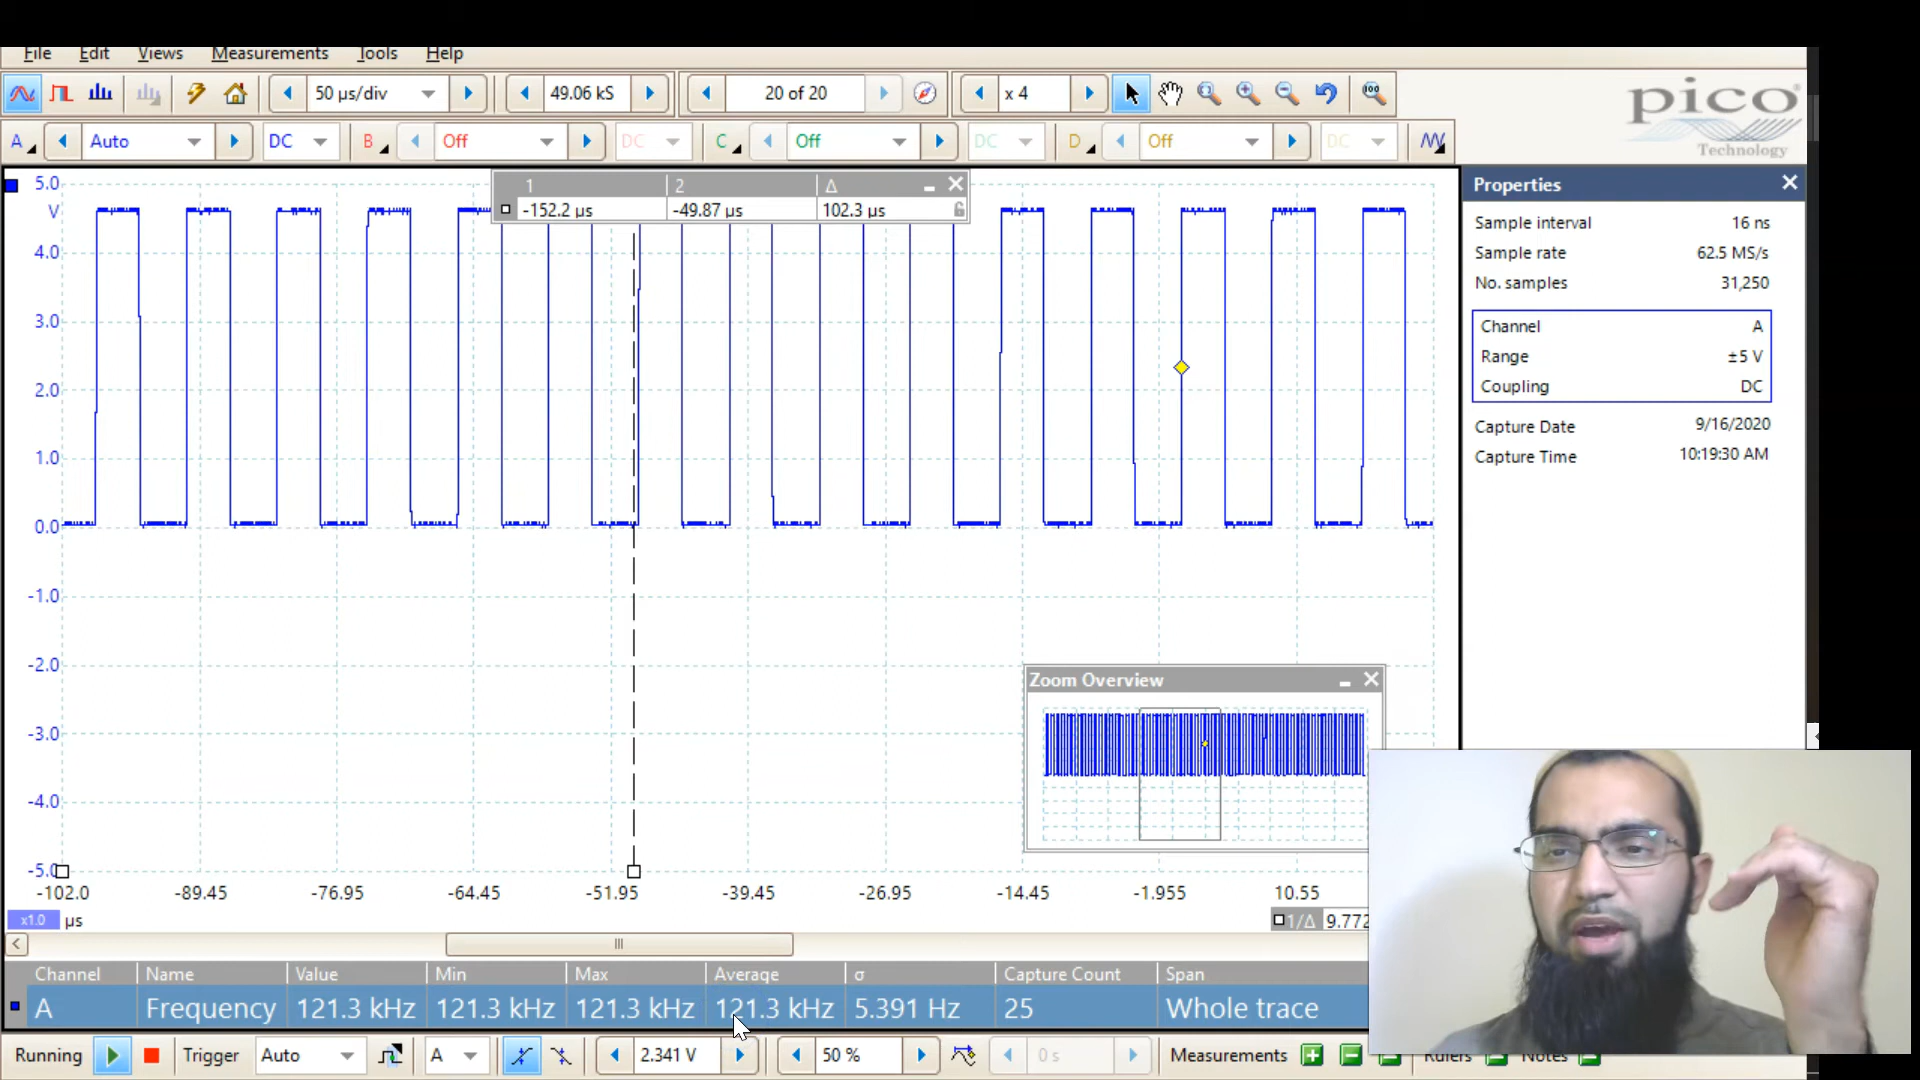 File Edit Views Measurements Tools Help
50 µs/div 49.06 kS 20 of 20 x 4
pico
Technology
A Auto DC B Off DC C Off DC D Off DC
Properties
Sample interval 16 ns
Sample rate 62.5 MS/s
No. samples 31,250
Channel A
Range ±5 V
Coupling DC
Capture Date 9/16/2020
Capture Time 10:19:30 AM
1 2 Δ
-152.2 µs -49.87 µs 102.3 µs
5.0
V
4.0
3.0
2.0
1.0
0.0
-1.0
-2.0
-3.0
-4.0
-5.0
Zoom Overview
-102.0 -89.45 -76.95 -64.45 -51.95 -39.45 -26.95 -14.45 -1.955 10.55
x1.0 µs
1/Δ 9.772
Channel Name Value Min Max Average σ Capture Count Span
A Frequency 121.3 kHz 121.3 kHz 121.3 kHz 121.3 kHz 5.391 Hz 25 Whole trace
Running Trigger Auto A 2.341 V 50 % 0 s Measurements Rulers Notes